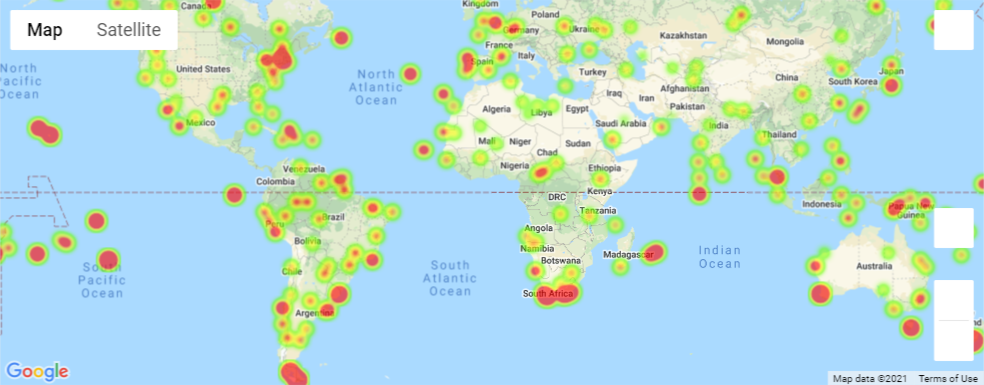 Map
Satellite
Canada
Kingdom
Poland
Germany
Ukraine
Kazakhstan
Mongolia
France
Italy
Spain
Turkey
United States
North
Pacific
Ocean
North
Atlantic
Ocean
China
Japan
South Korea
Afghanistan
Iraq
Iran
Pakistan
Algeria
Libya
Egypt
Saudi Arabia
India
Mexico
Mali
Niger
Chad
Sudan
Thailand
Nigeria
Ethiopia
Venezuela
Colombia
DRC
Kenya
Indonesia
Papua New
Guinea
Tanzania
Peru
Brazil
Bolivia
Angola
Namibia
Botswana
Madagascar
Indian
Ocean
Australia
South
Pacific
Ocean
Chile
South
Atlantic
Ocean
South Africa
Argentina
nd
Google
Map data ©2021
Terms of Use